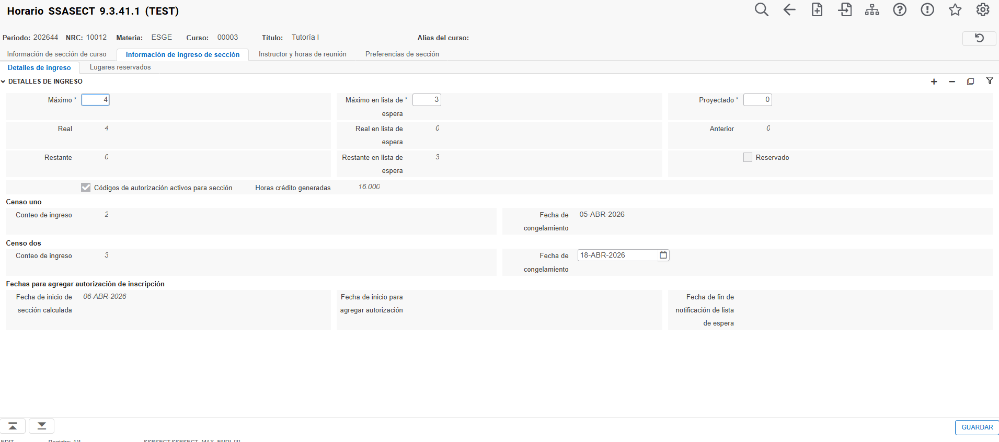 Horario SSASECT 9.3.41.1 (TEST)
Periodo: 202644 NRC: 10012 Materia: ESGE Curso: 00003 Título: Tutoría I Alias del curso:
Información de sección de curso Información de ingreso de sección Instructor y horas de reunión Preferencias de sección
Detalles de ingreso Lugares reservados
DETALLES DE INGRESO
Máximo * 4 Máximo en lista de * espera 3 Proyectado * 0
Real 4 Real en lista de espera 0 Anterior 0
Restante 0 Restante en lista de espera 3 Reservado
Códigos de autorización activos para sección Horas crédito generadas 16.000
Censo uno
Conteo de ingreso 2 Fecha de congelamiento 05-ABR-2026
Censo dos
Conteo de ingreso 3 Fecha de congelamiento 18-ABR-2026
Fechas para agregar autorización de inscripción
Fecha de inicio de sección calculada 06-ABR-2026 Fecha de inicio para agregar autorización Fecha de fin de notificación de lista de espera
GUARDAR
EDIT Registro: 1/1 SSBSECT.SSBSECT_MAX_ENRL [1]